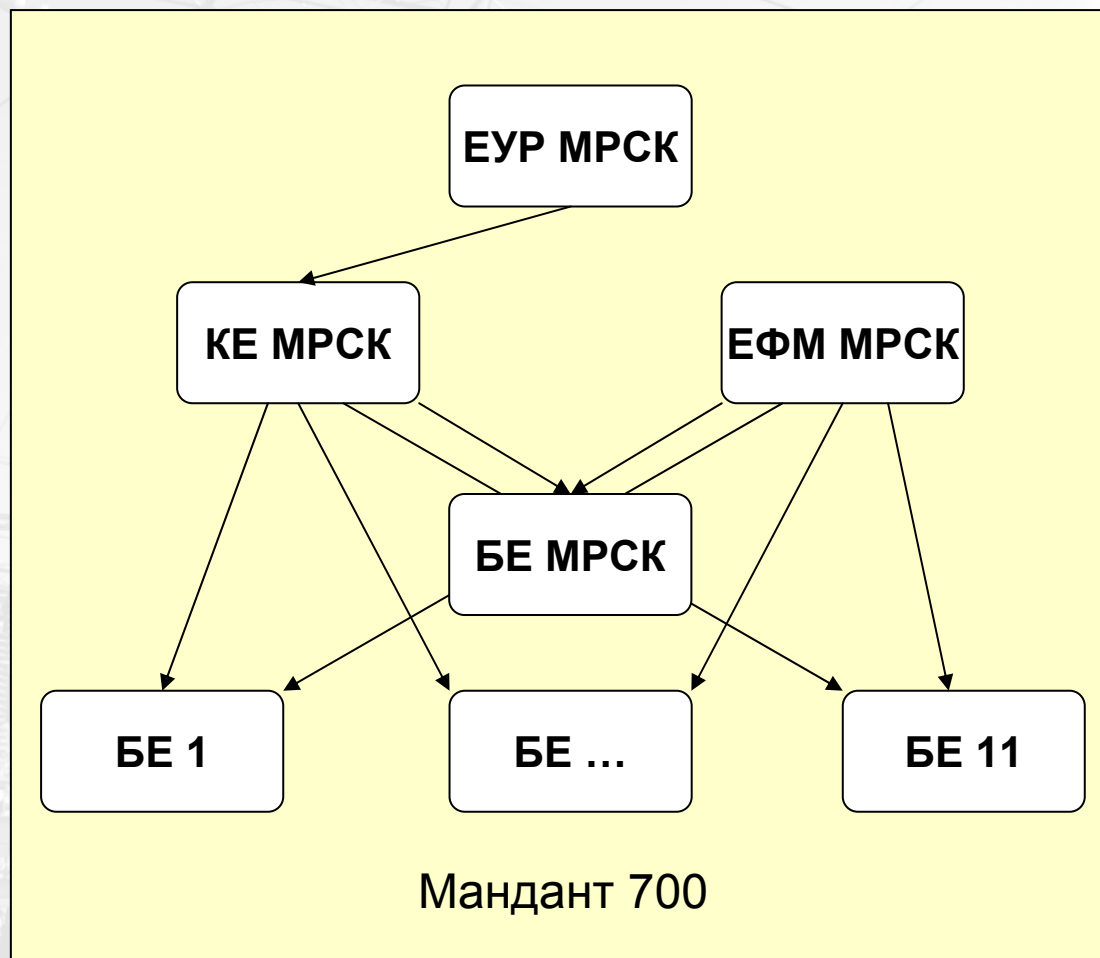 ЕУР МРСК
КЕ МРСК
ЕФМ МРСК
БЕ МРСК
БЕ 1
БЕ ...
БЕ 11
Мандант 700